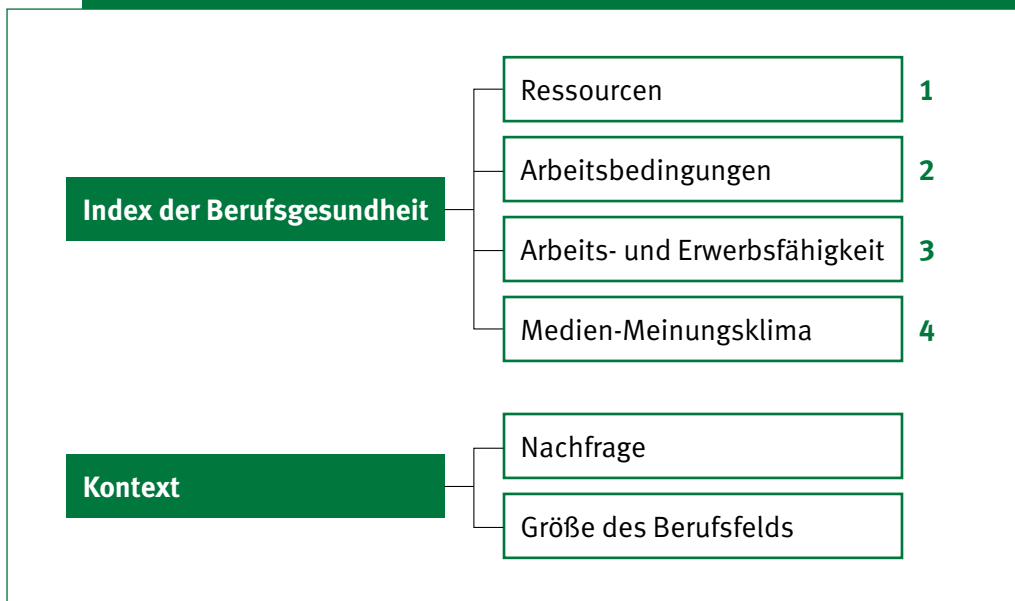 Ressourcen 1
Arbeitsbedingungen 2
Index der Berufsgesundheit
Arbeits- und Erwerbsfähigkeit 3
Medien-Meinungsklima 4
Nachfrage
Kontext
Größe des Berufsfelds